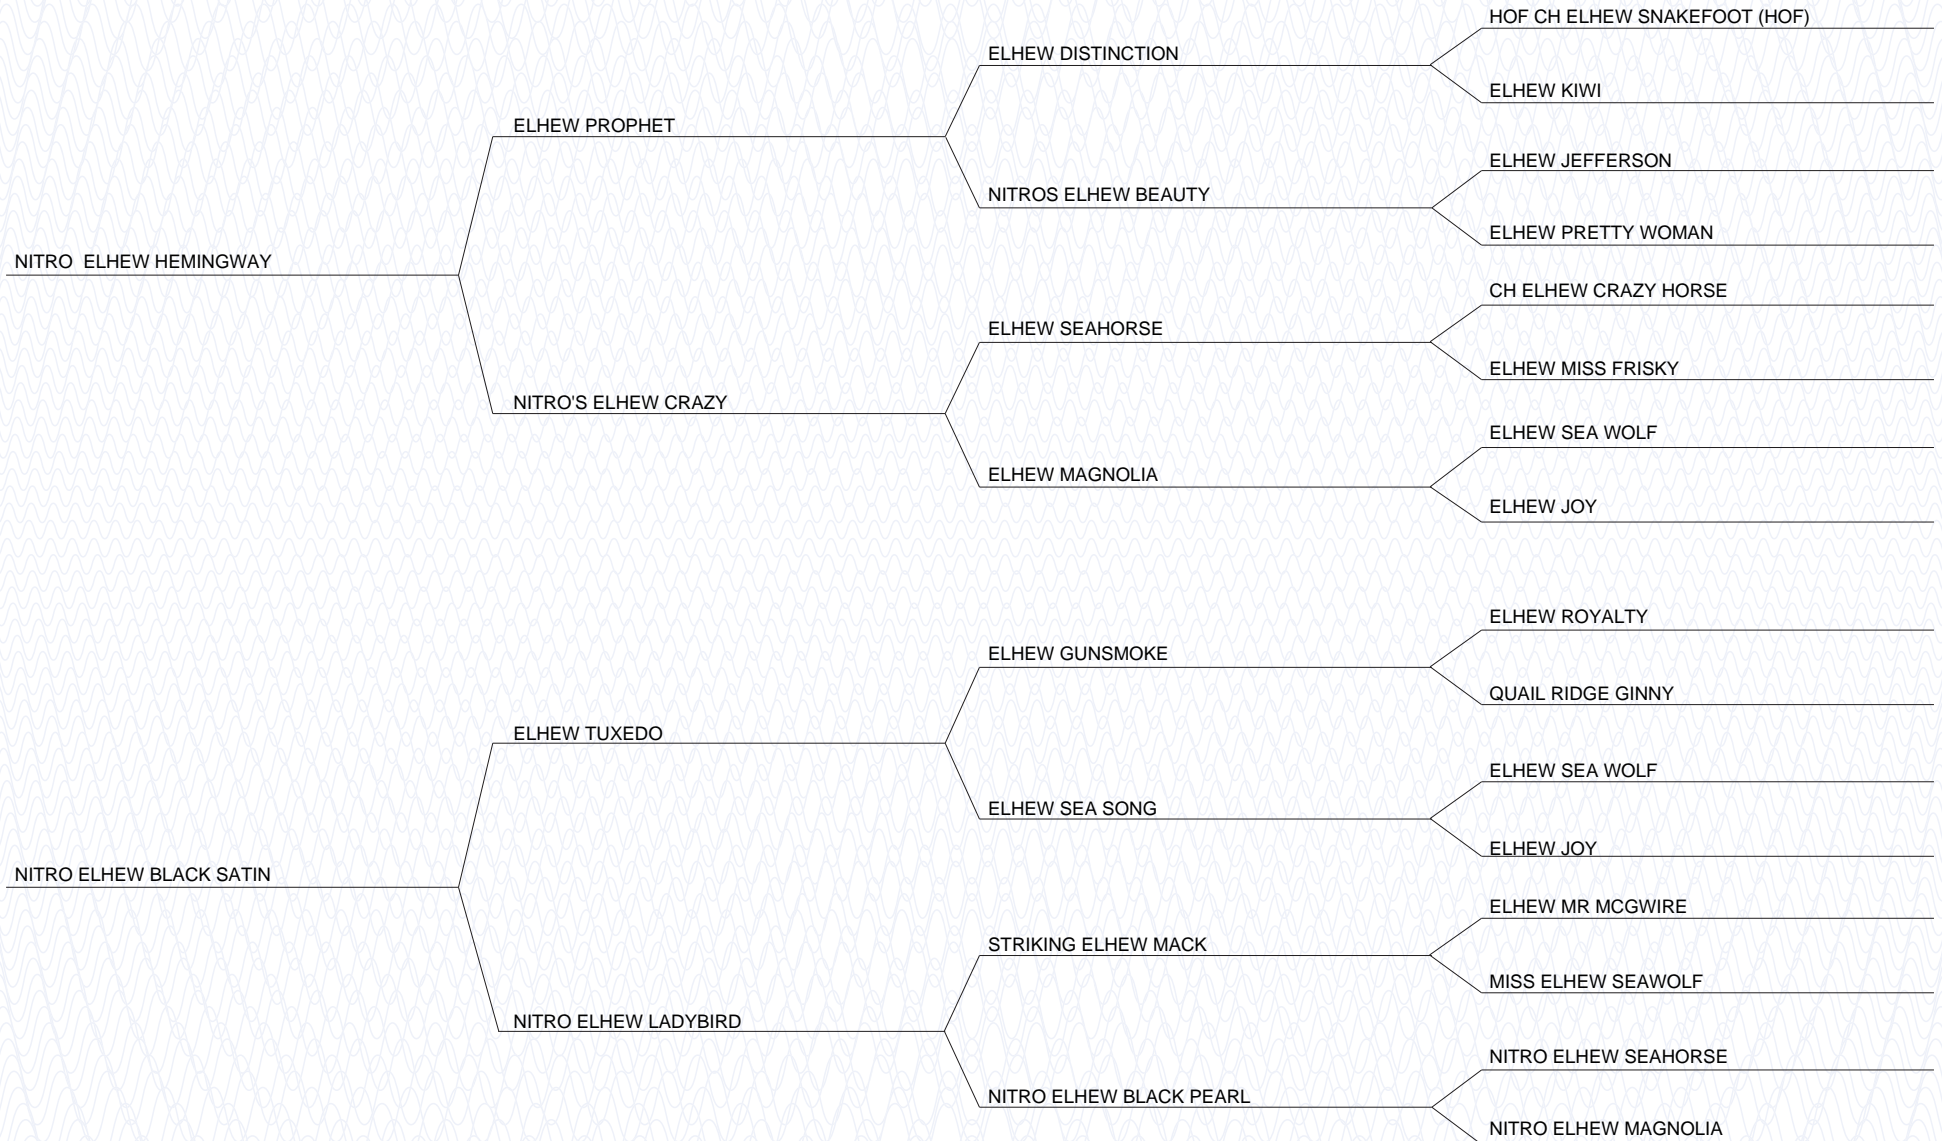 HOF CH ELHEW SNAKEFOOT (HOF)
ELHEW DISTINCTION
ELHEW KIWI
ELHEW PROPHET
ELHEW JEFFERSON
NITROS ELHEW BEAUTY
ELHEW PRETTY WOMAN
NITRO  ELHEW HEMINGWAY
CH ELHEW CRAZY HORSE
ELHEW SEAHORSE
ELHEW MISS FRISKY
NITRO'S ELHEW CRAZY
ELHEW SEA WOLF
ELHEW MAGNOLIA
ELHEW JOY
ELHEW ROYALTY
ELHEW GUNSMOKE
QUAIL RIDGE GINNY
ELHEW TUXEDO
ELHEW SEA WOLF
ELHEW SEA SONG
ELHEW JOY
NITRO ELHEW BLACK SATIN
ELHEW MR MCGWIRE
STRIKING ELHEW MACK
MISS ELHEW SEAWOLF
NITRO ELHEW LADYBIRD
NITRO ELHEW SEAHORSE
NITRO ELHEW BLACK PEARL
NITRO ELHEW MAGNOLIA